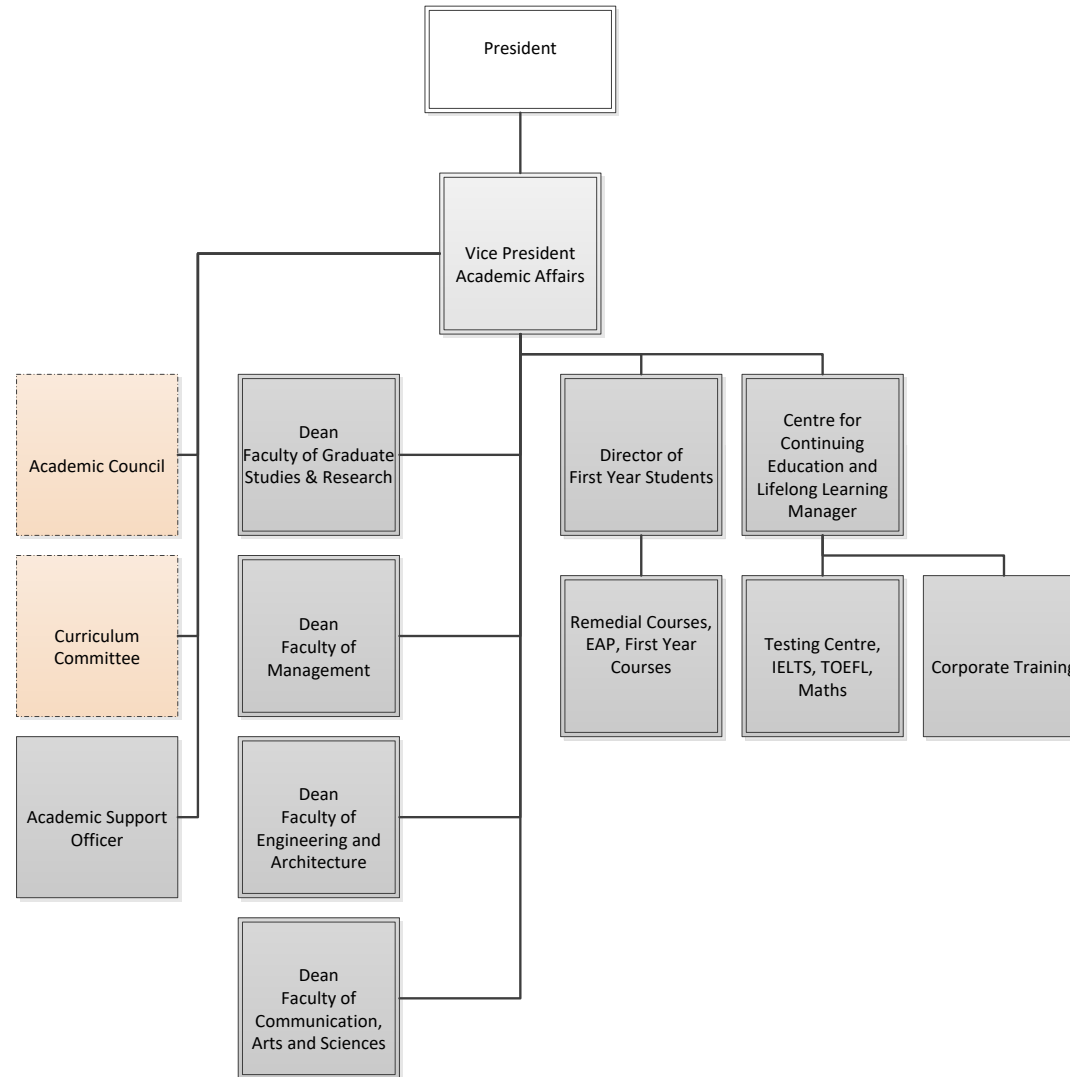 President
Vice President
Academic Affairs
Academic Council
Dean
Faculty of Graduate
Studies & Research
Director of
First Year Students
Centre for
Continuing
Education and
Lifelong Learning
Manager
Curriculum
Committee
Dean
Faculty of
Management
Remedial Courses,
EAP, First Year
Courses
Testing Centre,
IELTS, TOEFL,
Maths
Corporate Training
Academic Support
Officer
Dean
Faculty of
Engineering and
Architecture
Dean
Faculty of
Communication,
Arts and Sciences